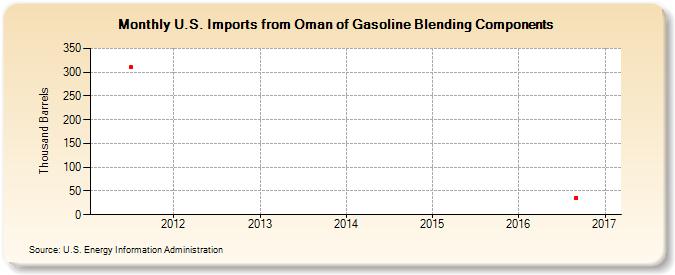 Monthly U.S. Imports from Oman of Gasoline Blending Components
Thousand Barrels
350
300
250
200
150
100
50
0
2012 2013 2014 2015 2016 2017
Source: U.S. Energy Information Administration